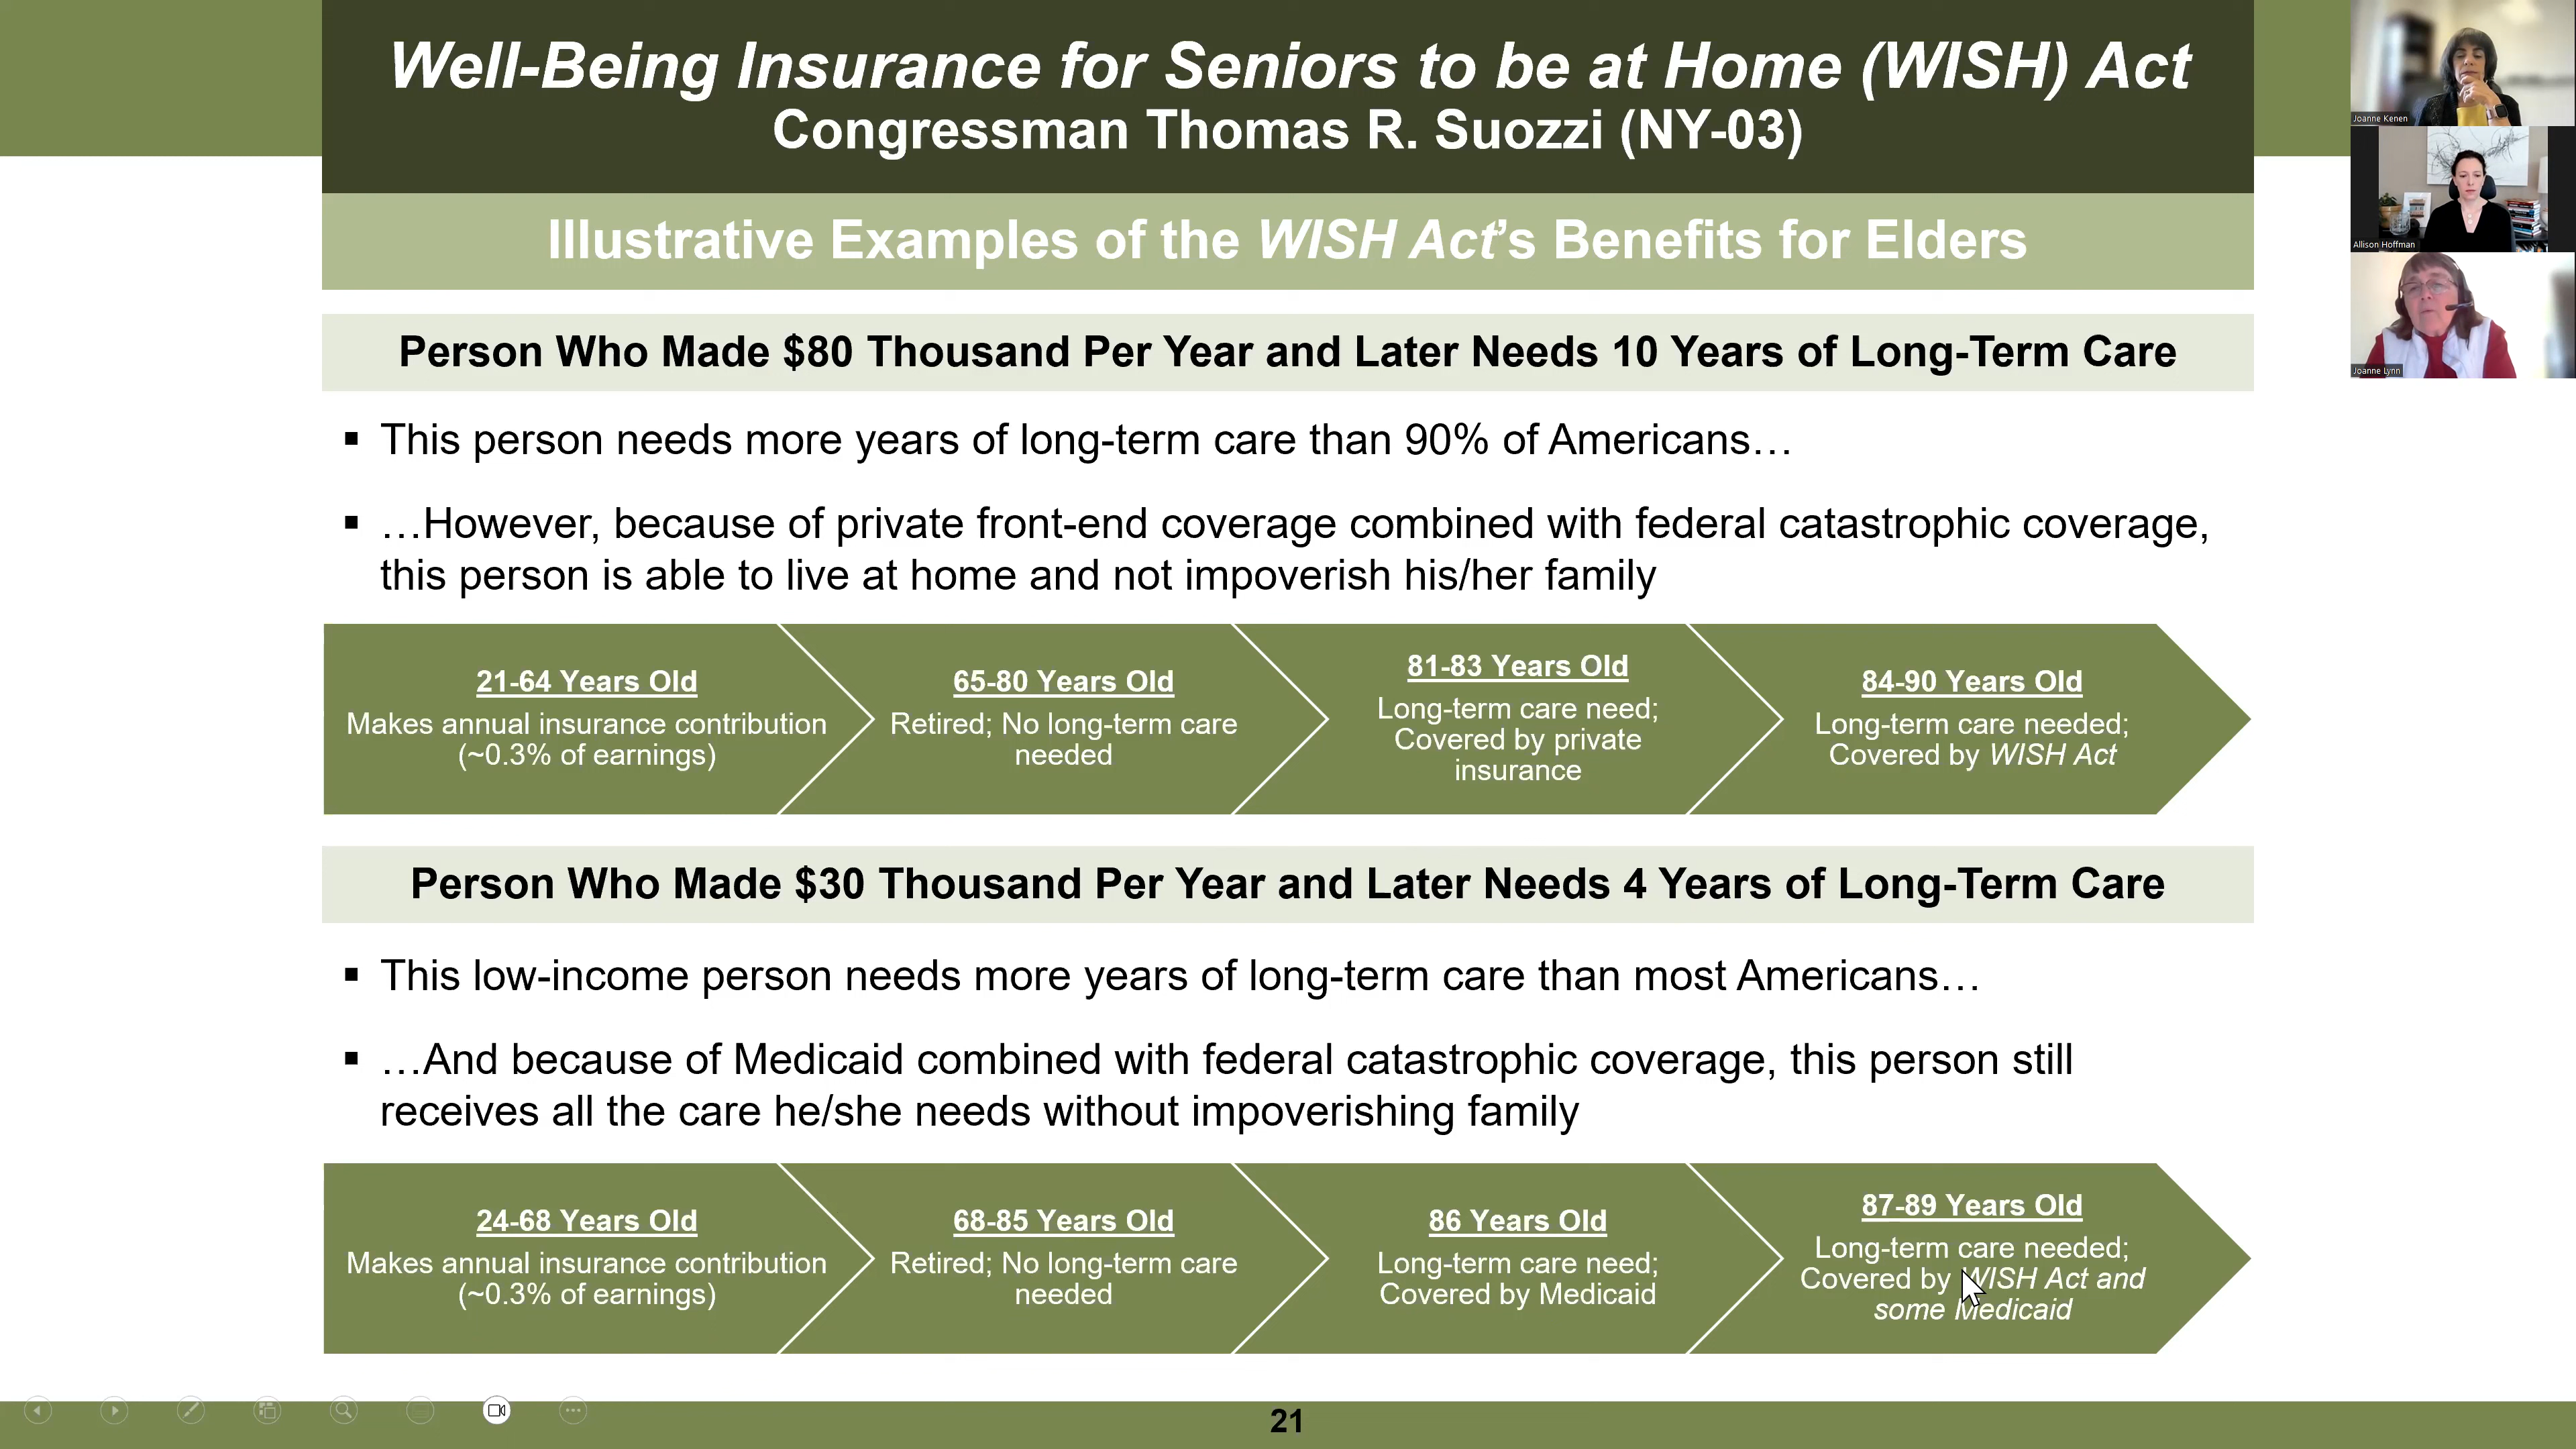 Well-Being Insurance for Seniors to be at Home (WISH) Act
Congressman Thomas R. Suozzi (NY-03)
Illustrative Examples of the WISH Act's Benefits for Elders
Person Who Made $80 Thousand Per Year and Later Needs 10 Years of Long-Term Care
▪ This person needs more years of long-term care than 90% of Americans…
▪ …However, because of private front-end coverage combined with federal catastrophic coverage,
this person is able to live at home and not impoverish his/her family
21-64 Years Old
Makes annual insurance contribution
(~0.3% of earnings)
65-80 Years Old
Retired; No long-term care
needed
81-83 Years Old
Long-term care need;
Covered by private
insurance
84-90 Years Old
Long-term care needed;
Covered by WISH Act
Person Who Made $30 Thousand Per Year and Later Needs 4 Years of Long-Term Care
▪ This low-income person needs more years of long-term care than most Americans…
▪ …And because of Medicaid combined with federal catastrophic coverage, this person still
receives all the care he/she needs without impoverishing family
24-68 Years Old
Makes annual insurance contribution
(~0.3% of earnings)
68-85 Years Old
Retired; No long-term care
needed
86 Years Old
Long-term care need;
Covered by Medicaid
87-89 Years Old
Long-term care needed;
Covered by WISH Act and
some Medicaid
21
Joanne Kenen
Allison Hoffman
Joanne Lynn